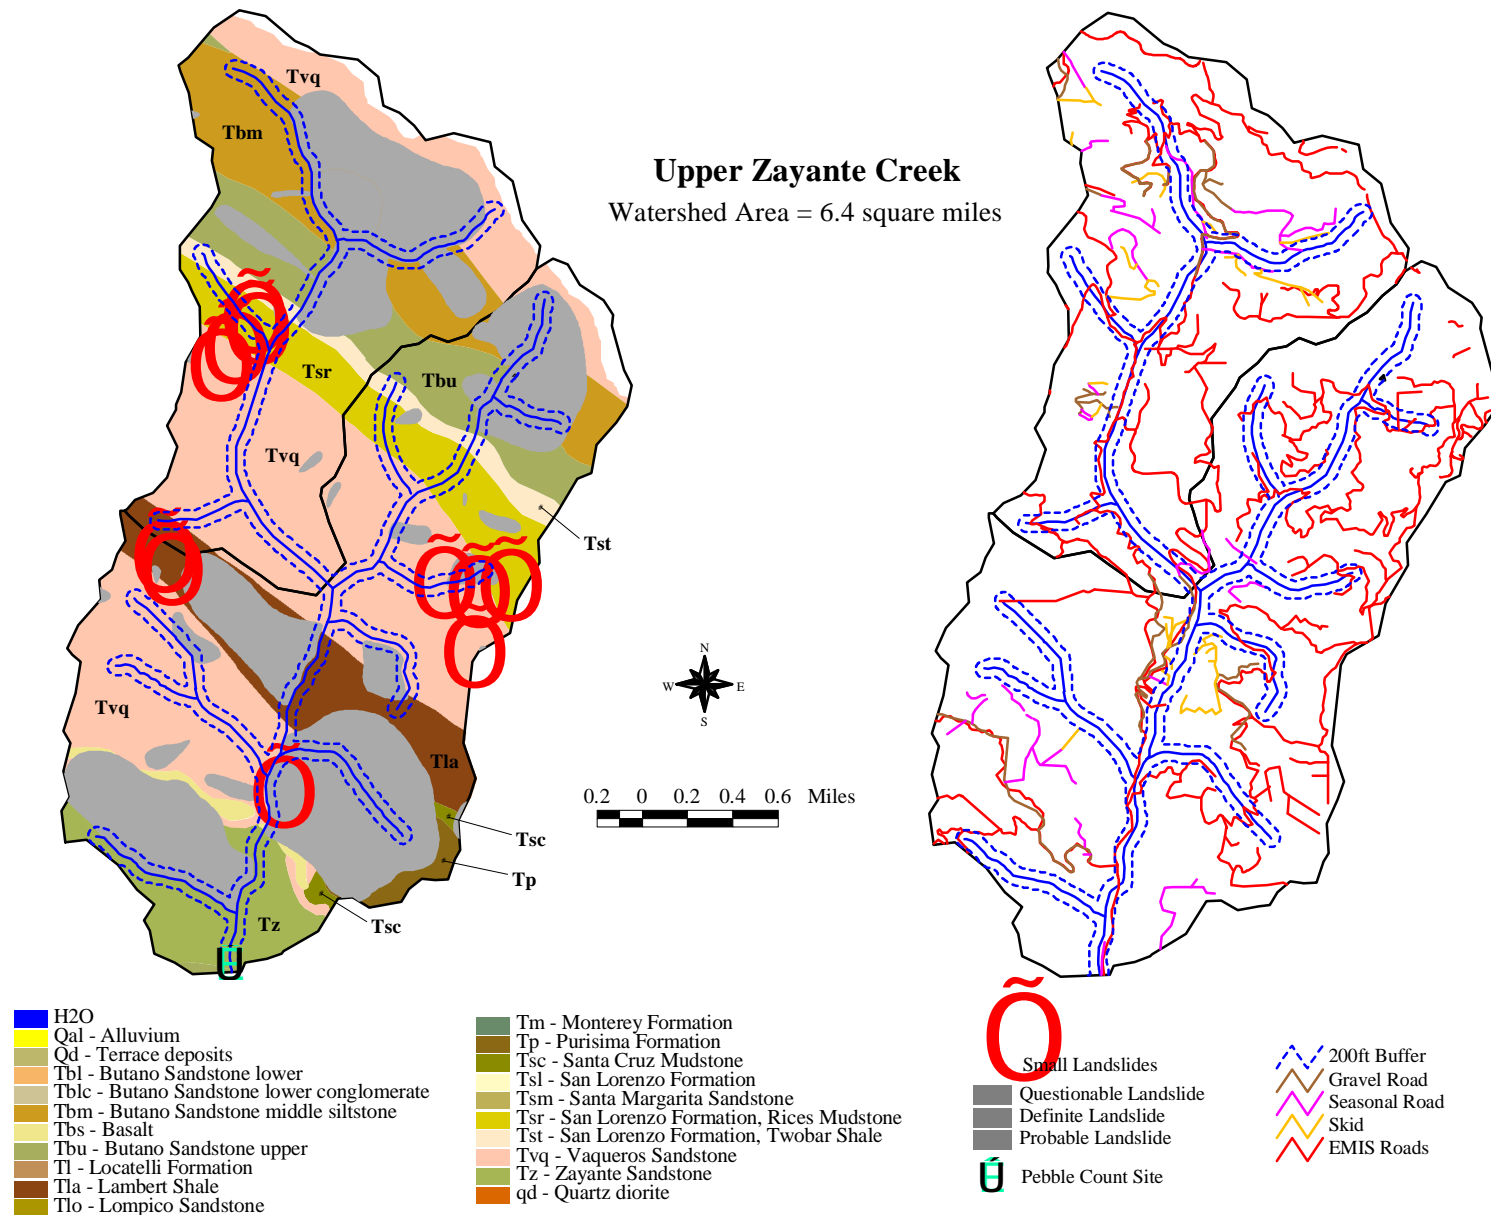 Upper Zayante Creek
Watershed Area = 6.4 square miles
Tvq
Tbm
Tsr
Tbu
Tvq
Tst
Tvq
Tla
Tsc
Tp
Tsc
Tz
N
W E
S
0.2 0 0.2 0.4 0.6 Miles
H2O
Qal - Alluvium
Qd - Terrace deposits
Tbl - Butano Sandstone lower
Tblc - Butano Sandstone lower conglomerate
Tbm - Butano Sandstone middle siltstone
Tbs - Basalt
Tbu - Butano Sandstone upper
Tl - Locatelli Formation
Tla - Lambert Shale
Tlo - Lompico Sandstone
Tm - Monterey Formation
Tp - Purisima Formation
Tsc - Santa Cruz Mudstone
Tsl - San Lorenzo Formation
Tsm - Santa Margarita Sandstone
Tsr - San Lorenzo Formation, Rices Mudstone
Tst - San Lorenzo Formation, Twobar Shale
Tvq - Vaqueros Sandstone
Tz - Zayante Sandstone
qd - Quartz diorite
Õ Small Landslides
Questionable Landslide
Definite Landslide
Probable Landslide
Ú Pebble Count Site
200ft Buffer
Gravel Road
Seasonal Road
Skid
EMIS Roads